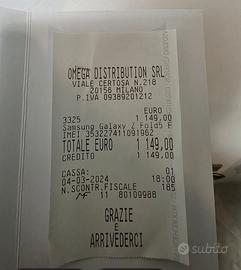 OMEGA DISTRIBUTION SRL
VIALE CERTOSA N.218
20156 MILANO
P.IVA 09389201212
EURO
3325 1 149,00
Samsung Galaxy Z Fold5 F
IMEI 353227411091962
TOTALE EURO 1 149,00
CREDITO 1 149,00
CASSA: 01
04-03-2024 18:00
N.SCONTR.FISCALE 185
MF 11 80109988
GRAZIE
E
ARRIVEDERCI
subito